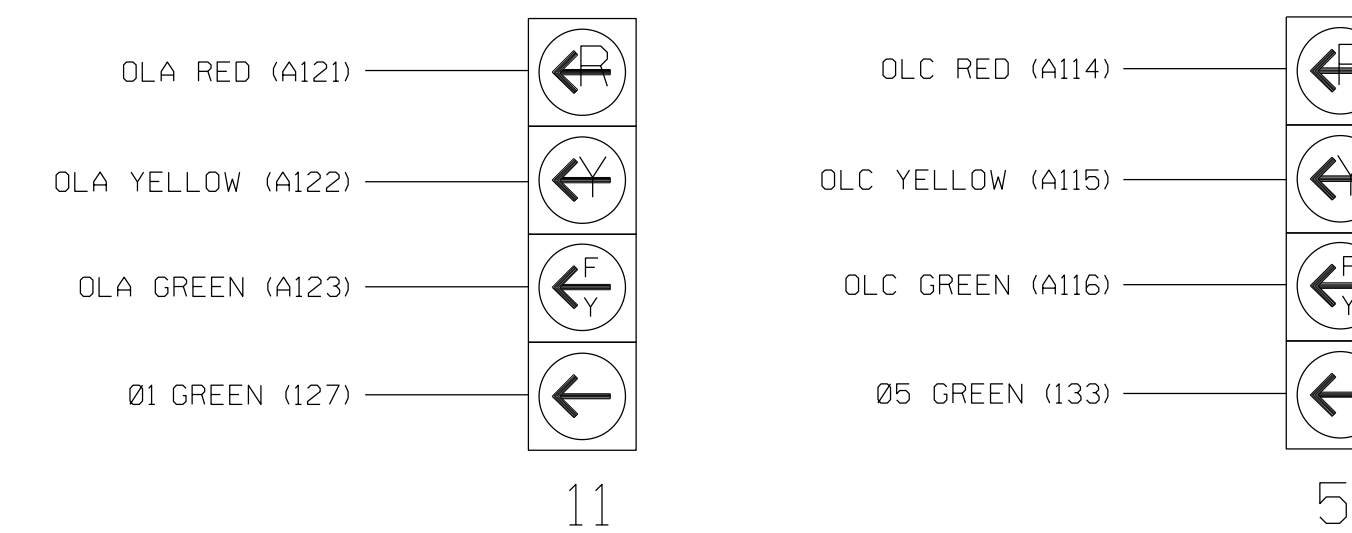 OLA RED (A121)
R
OLA YELLOW (A122)
Y
OLA GREEN (A123)
F
Y
Ø1 GREEN (127)
11
OLC RED (A114)
OLC YELLOW (A115)
OLC GREEN (A116)
F
Y
Ø5 GREEN (133)
5